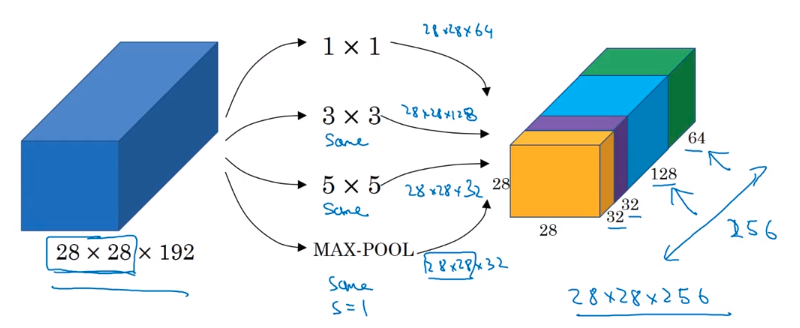 28 × 28 × 192
1 × 1
28×28×64
3 × 3
Same
28×28×128
5 × 5
Same
28×28×32
MAX-POOL
Same
S=1
28×28×32
28
28
32
32
128
64
256
28×28×256